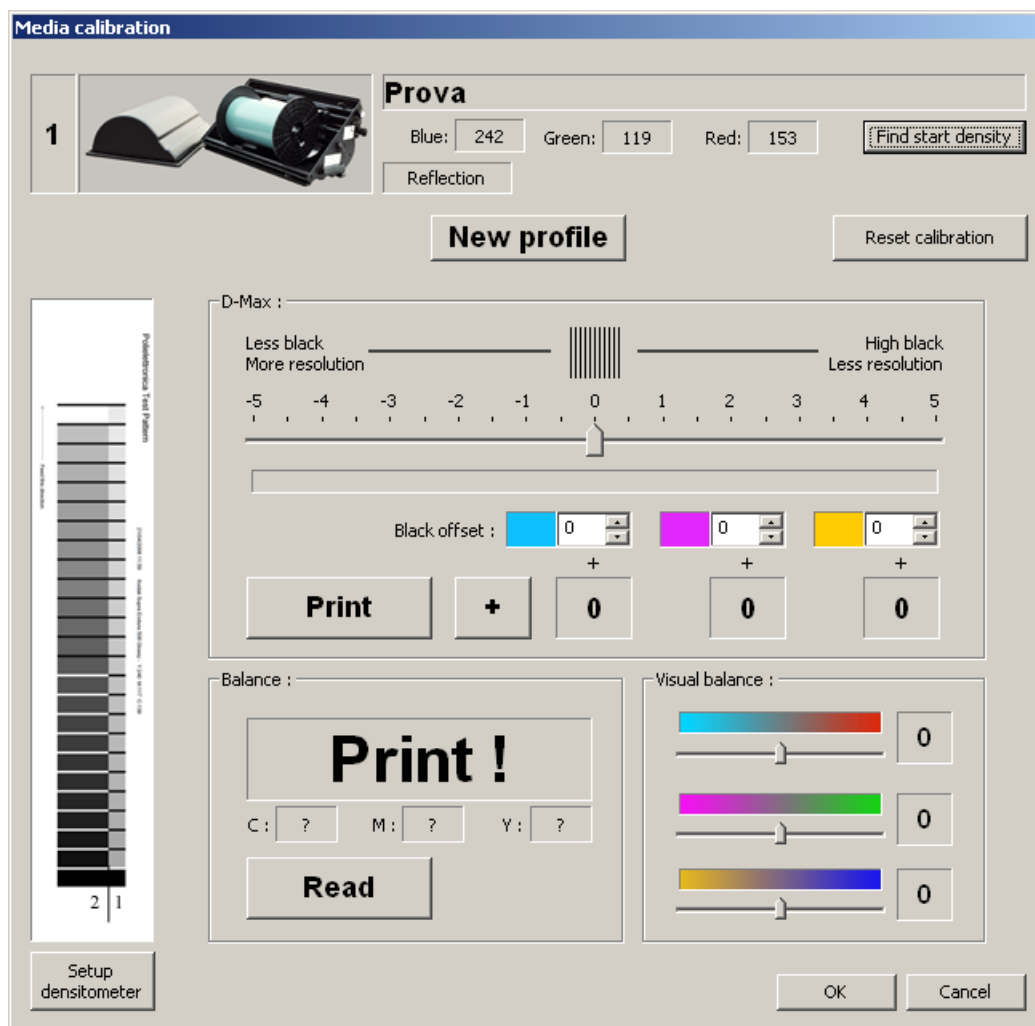 Media calibration
1
Prova
Blue: 242 Green: 119 Red: 153 Find start density
Reflection
New profile Reset calibration
Polielettronica Test Pattern
Feed this direction
D-Max :
Less black High black
More resolution Less resolution
-5 -4 -3 -2 -1 0 1 2 3 4 5
Black offset : 0 0 0
+ + +
Print + 0 0 0
Balance : Visual balance :
Print ! 0
C : ? M : ? Y : ? 0
Read 0
2 1
Setup
densitometer
OK Cancel